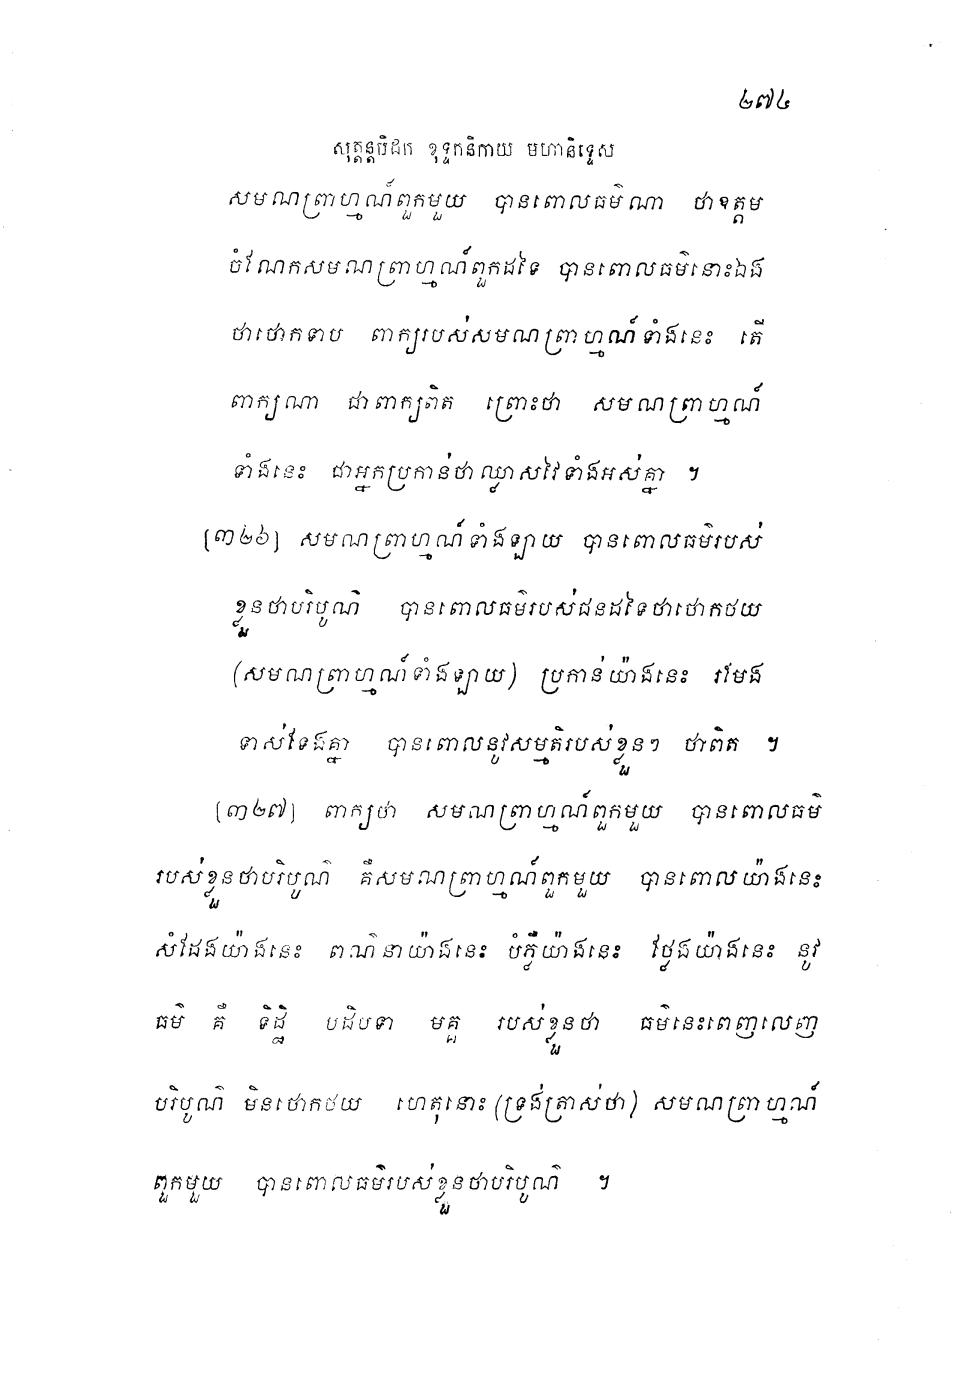 ២៧៤
សុត្តន្តបិដក ខុទ្ទកនិកាយ មហានិទ្ទេស
សមណព្រាហ្មណ៍ពួកមួយ បានពោលធម៌ណា ថាឧត្តម
ចំណែកសមណព្រាហ្មណ៍ពួកដទៃ បានពោលធម៌នោះឯង
ថាថោកទាប ពាក្យរបស់សមណព្រាហ្មណ៍ទាំងនេះ តើ
ពាក្យណា ជាពាក្យពិត ព្រោះថា សមណព្រាហ្មណ៍
ទាំងនេះ ជាអ្នកប្រកាន់ថាឈ្លាសវៃទាំងអស់គ្នា ។
[៣២៦] សមណព្រាហ្មណ៍ទាំងឡាយ បានពោលធម៌របស់
ខ្លួនថាបរិបូណ៌ បានពោលធម៌របស់ជនដទៃថាថោកថយ
(សមណព្រាហ្មណ៍ទាំងឡាយ) ប្រកាន់យ៉ាងនេះ រមែង
ទាស់ទែងគ្នា បានពោលនូវសម្មតិរបស់ខ្លួនៗ ថាពិត ។
[៣២៧] ពាក្យថា សមណព្រាហ្មណ៍ពួកមួយ បានពោលធម៌
របស់ខ្លួនថាបរិបូណ៌ គឺសមណព្រាហ្មណ៍ពួកមួយ បានពោលយ៉ាងនេះ
សំដែងយ៉ាងនេះ ពណ៌នាយ៉ាងនេះ បំភ្លឺយ៉ាងនេះ ថ្លែងយ៉ាងនេះ នូវ
ធម៌ គឺ ទិដ្ឋិ បដិបទា មគ្គ របស់ខ្លួនថា ធម៌នេះពេញលេញ
បរិបូណ៌ មិនថោកថយ ហេតុនោះ (ទ្រង់ត្រាស់ថា) សមណព្រាហ្មណ៍
ពួកមួយ បានពោលធម៌របស់ខ្លួនថាបរិបូណ៌ ។